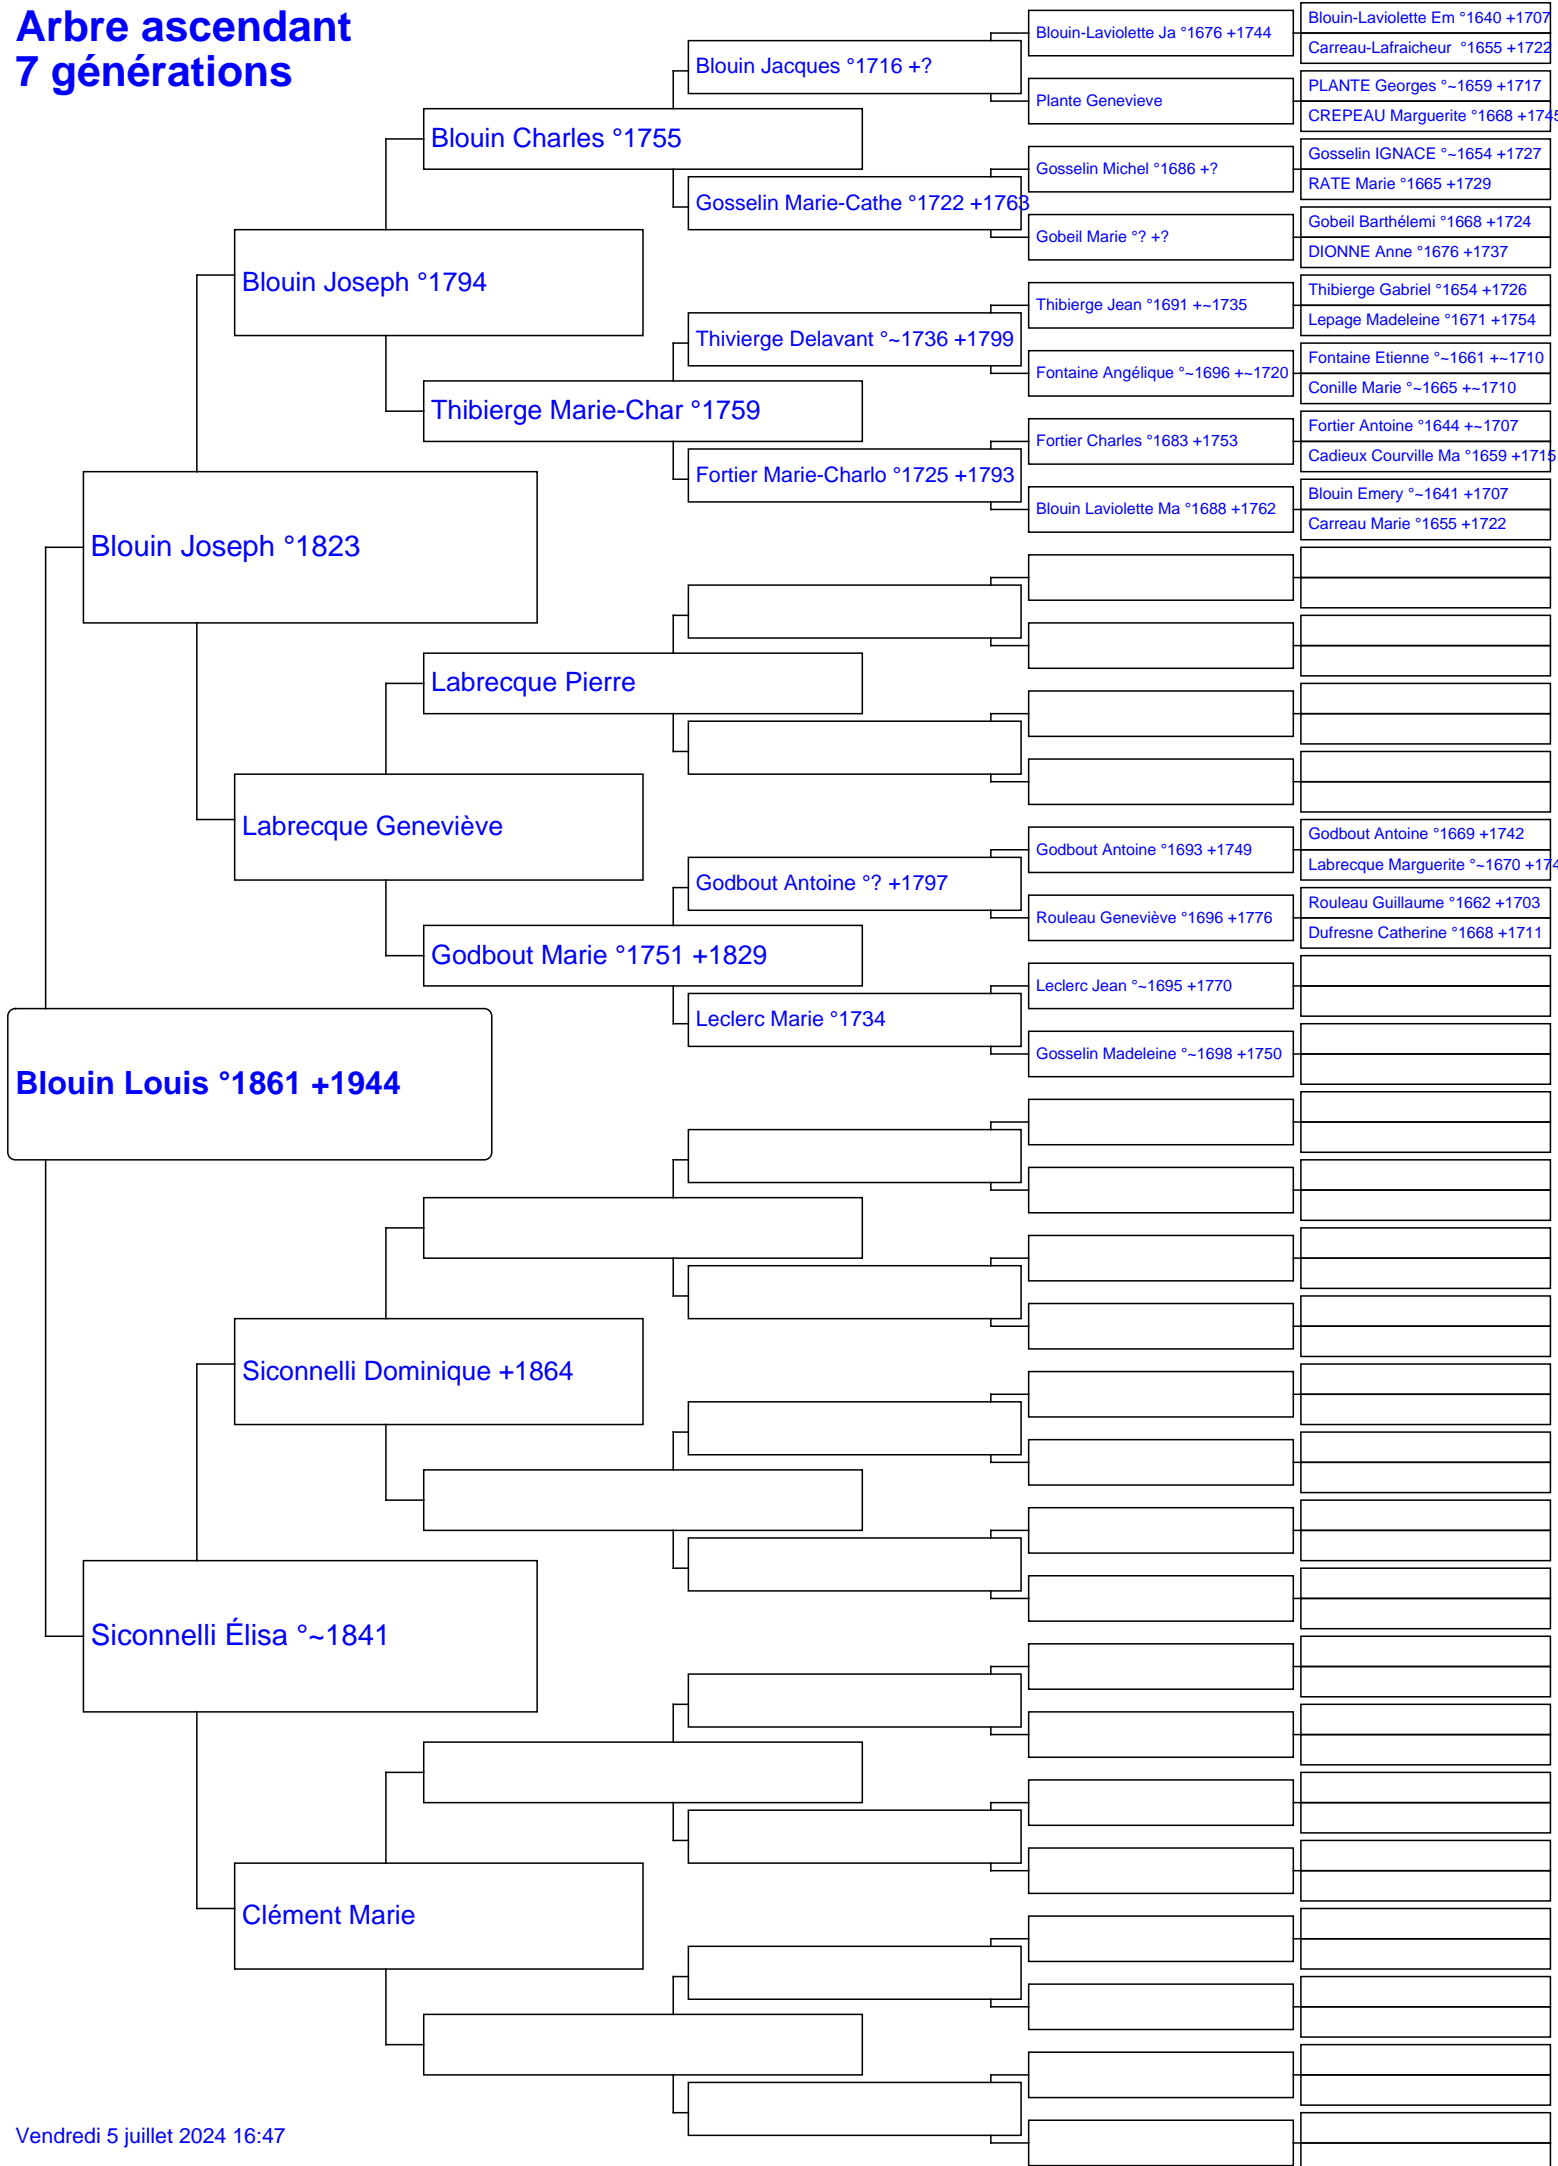 Arbre ascendant
7 générations
Blouin Louis °1861 +1944
Blouin Joseph °1823
Siconnelli Élisa °~1841
Blouin Joseph °1794
Labrecque Geneviève
Siconnelli Dominique +1864
Clément Marie
Blouin Charles °1755
Thibierge Marie-Char °1759
Labrecque Pierre
Godbout Marie °1751 +1829
Blouin Jacques °1716 +?
Gosselin Marie-Cathe °1722 +1763
Thivierge Delavant °~1736 +1799
Fortier Marie-Charlo °1725 +1793
Godbout Antoine °? +1797
Leclerc Marie °1734
Blouin-Laviolette Ja °1676 +1744
Plante Genevieve
Gosselin Michel °1686 +?
Gobeil Marie °? +?
Thibierge Jean °1691 +~1735
Fontaine Angélique °~1696 +~1720
Fortier Charles °1683 +1753
Blouin Laviolette Ma °1688 +1762
Godbout Antoine °1693 +1749
Rouleau Geneviève °1696 +1776
Leclerc Jean °~1695 +1770
Gosselin Madeleine °~1698 +1750
Blouin-Laviolette Em °1640 +1707
Carreau-Lafraicheur °1655 +1722
PLANTE Georges °~1659 +1717
CREPEAU Marguerite °1668 +1745
Gosselin IGNACE °~1654 +1727
RATE Marie °1665 +1729
Gobeil Barthélemi °1668 +1724
DIONNE Anne °1676 +1737
Thibierge Gabriel °1654 +1726
Lepage Madeleine °1671 +1754
Fontaine Etienne °~1661 +~1710
Conille Marie °~1665 +~1710
Fortier Antoine °1644 +~1707
Cadieux Courville Ma °1659 +1715
Blouin Emery °~1641 +1707
Carreau Marie °1655 +1722
Godbout Antoine °1669 +1742
Labrecque Marguerite °~1670 +174
Rouleau Guillaume °1662 +1703
Dufresne Catherine °1668 +1711
Vendredi 5 juillet 2024 16:47